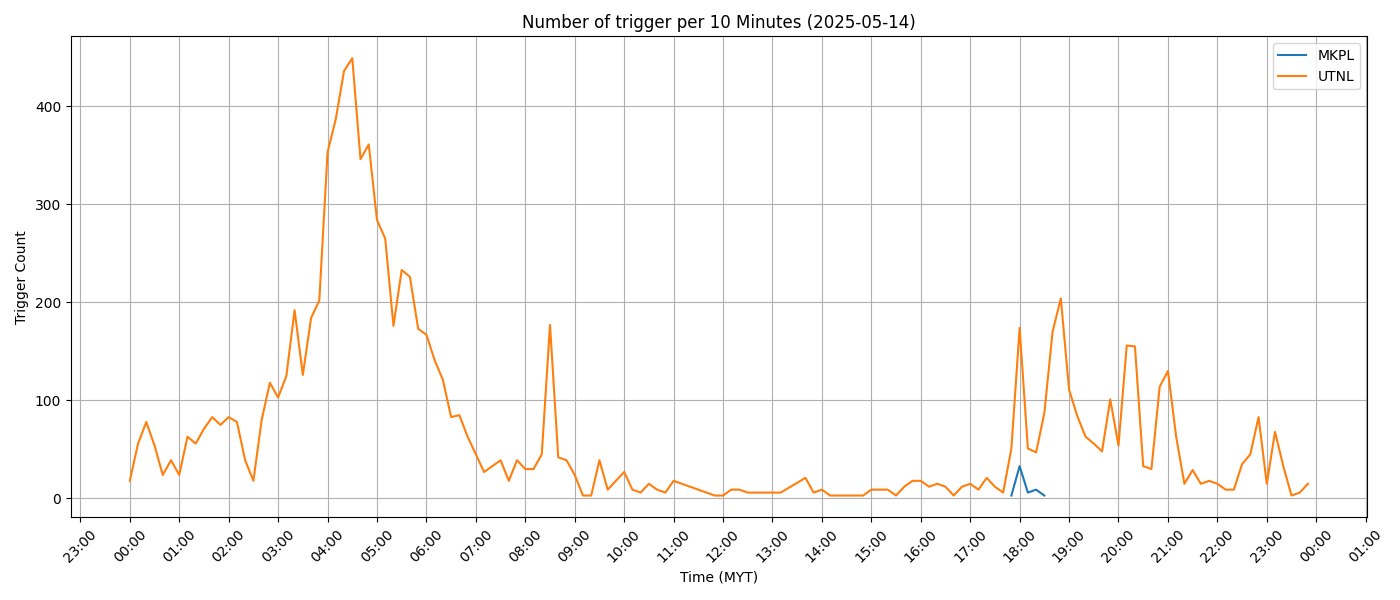 Number of trigger per 10 Minutes (2025-05-14)
MKPL
UTNL
Trigger Count
400
300
200
100
0
23:00 00:00 01:00 02:00 03:00 04:00 05:00 06:00 07:00 08:00 09:00 10:00 11:00 12:00 13:00 14:00 15:00 16:00 17:00 18:00 19:00 20:00 21:00 22:00 23:00 00:00 01:00
Time (MYT)